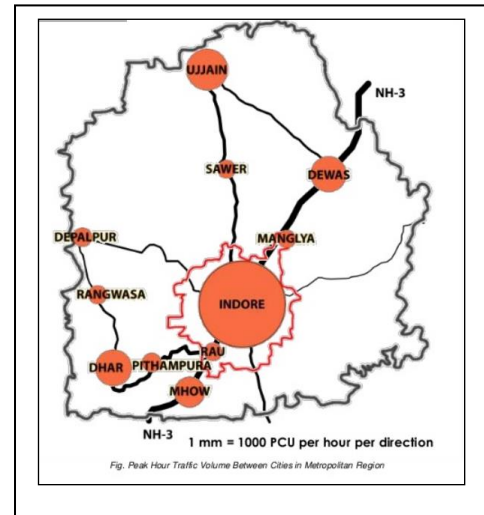 UJJAIN
NH-3
SAWER
DEWAS
DEPALPUR
MANGLYA
RANGWASA
INDORE
RAU
DHAR
PITHAMPURA
MHOW
NH-3
1 mm = 1000 PCU per hour per direction
Fig. Peak Hour Traffic Volume Between Cities in Metropolitan Region